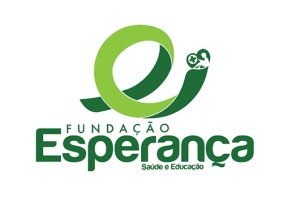 FUNDAÇÃO
Esperança
Saúde e Educação